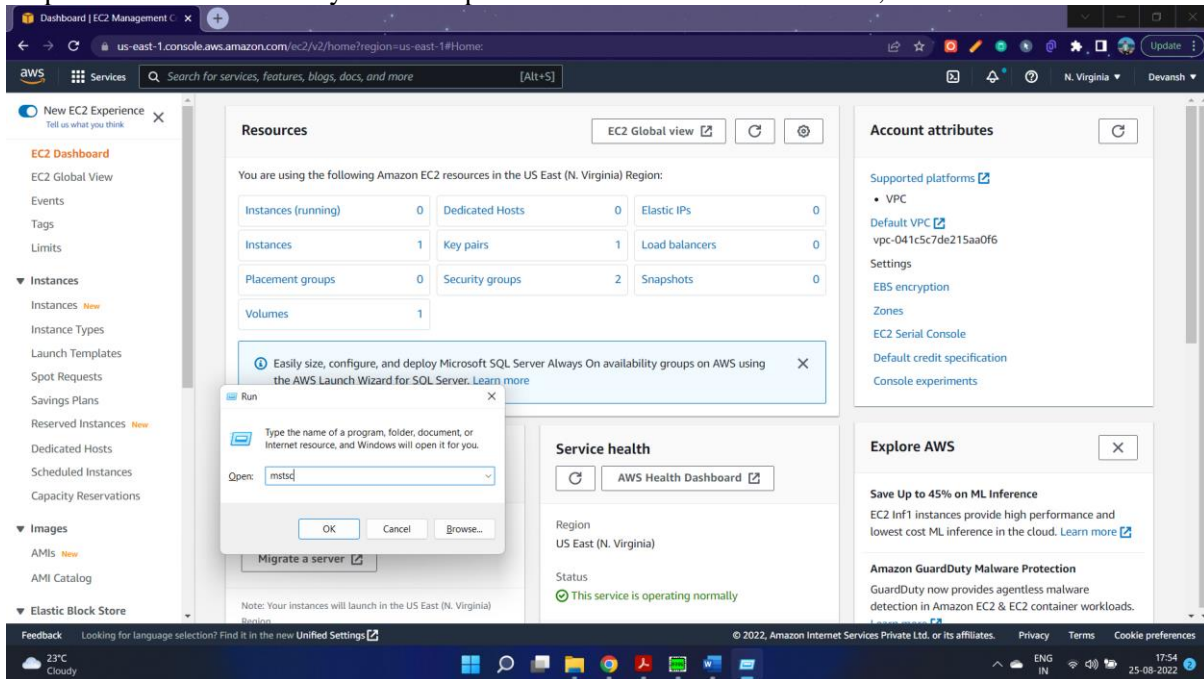 Dashboard | EC2 Management C
us-east-1.console.aws.amazon.com/ec2/v2/home?region=us-east-1#Home:
Update
aws
Services
Search for services, features, blogs, docs, and more
[Alt+S]
N. Virginia ▼
Devansh ▼
New EC2 Experience
Tell us what you think
EC2 Dashboard
EC2 Global View
Events
Tags
Limits
▼ Instances
Instances New
Instance Types
Launch Templates
Spot Requests
Savings Plans
Reserved Instances New
Dedicated Hosts
Scheduled Instances
Capacity Reservations
▼ Images
AMIs New
AMI Catalog
▼ Elastic Block Store
Resources
EC2 Global view
You are using the following Amazon EC2 resources in the US East (N. Virginia) Region:
Instances (running) 0
Dedicated Hosts 0
Elastic IPs 0
Instances 1
Key pairs 1
Load balancers 0
Placement groups 0
Security groups 2
Snapshots 0
Volumes 1
Easily size, configure, and deploy Microsoft SQL Server Always On availability groups on AWS using
the AWS Launch Wizard for SQL Server. Learn more
Run
Type the name of a program, folder, document, or
Internet resource, and Windows will open it for you.
Open: mstsc
OK
Cancel
Browse...
Migrate a server
Note: Your instances will launch in the US East (N. Virginia)
Region
Service health
AWS Health Dashboard
Region
US East (N. Virginia)
Status
This service is operating normally
Account attributes
Supported platforms
• VPC
Default VPC
vpc-041c5c7de215aa0f6
Settings
EBS encryption
Zones
EC2 Serial Console
Default credit specification
Console experiments
Explore AWS
Save Up to 45% on ML Inference
EC2 Inf1 instances provide high performance and
lowest cost ML inference in the cloud. Learn more
Amazon GuardDuty Malware Protection
GuardDuty now provides agentless malware
detection in Amazon EC2 & EC2 container workloads.
Learn more
Feedback
Looking for language selection? Find it in the new Unified Settings
© 2022, Amazon Internet Services Private Ltd. or its affiliates.
Privacy
Terms
Cookie preferences
23°C
Cloudy
ENG
IN
17:54
25-08-2022
2